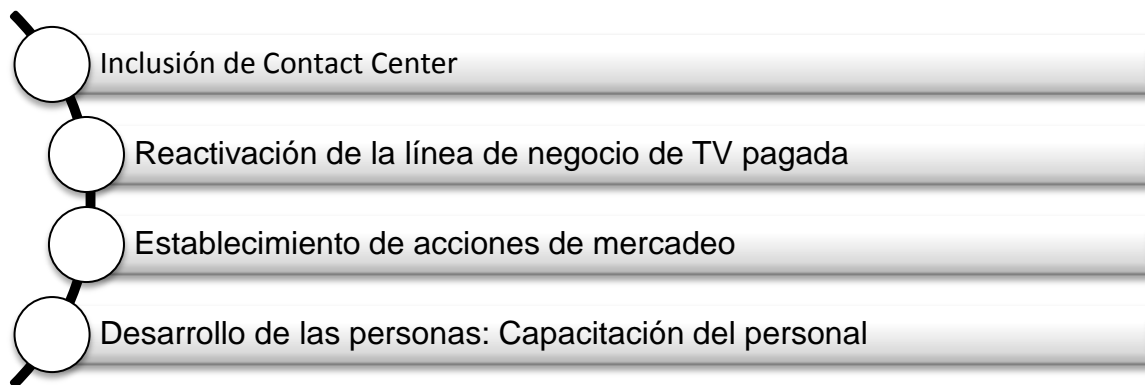 Inclusión de Contact Center
Reactivación de la línea de negocio de TV pagada
Establecimiento de acciones de mercadeo
Desarrollo de las personas: Capacitación del personal